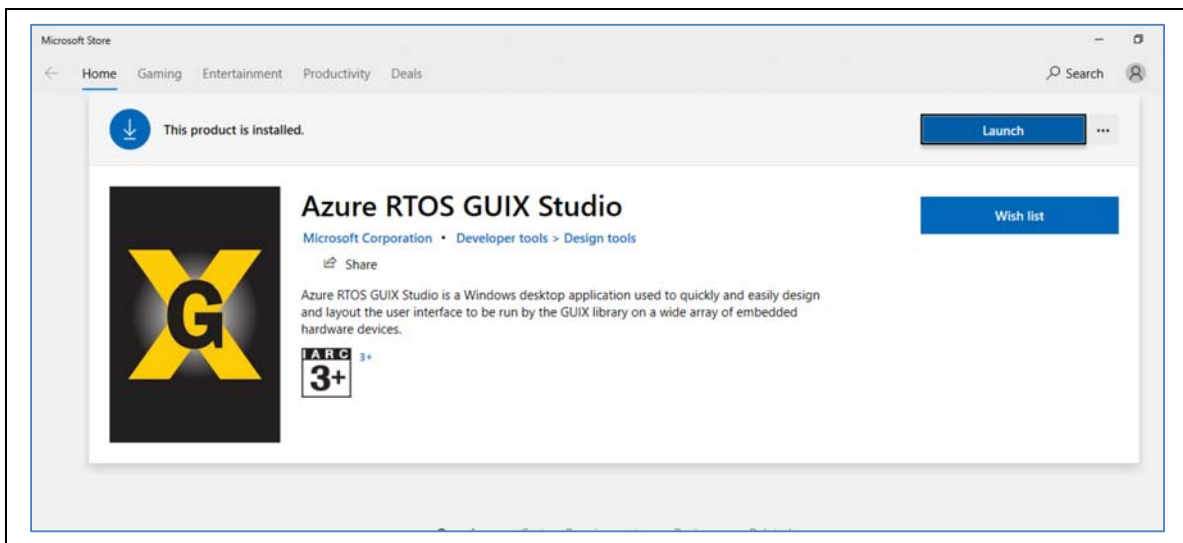 Microsoft Store
Home Gaming Entertainment Productivity Deals Search
This product is installed.
Launch ...
Azure RTOS GUIX Studio
Wish list
Microsoft Corporation • Developer tools > Design tools
Share
Azure RTOS GUIX Studio is a Windows desktop application used to quickly and easily design
and layout the user interface to be run by the GUIX library on a wide array of embedded
hardware devices.
IARC 3+
3+
X
G